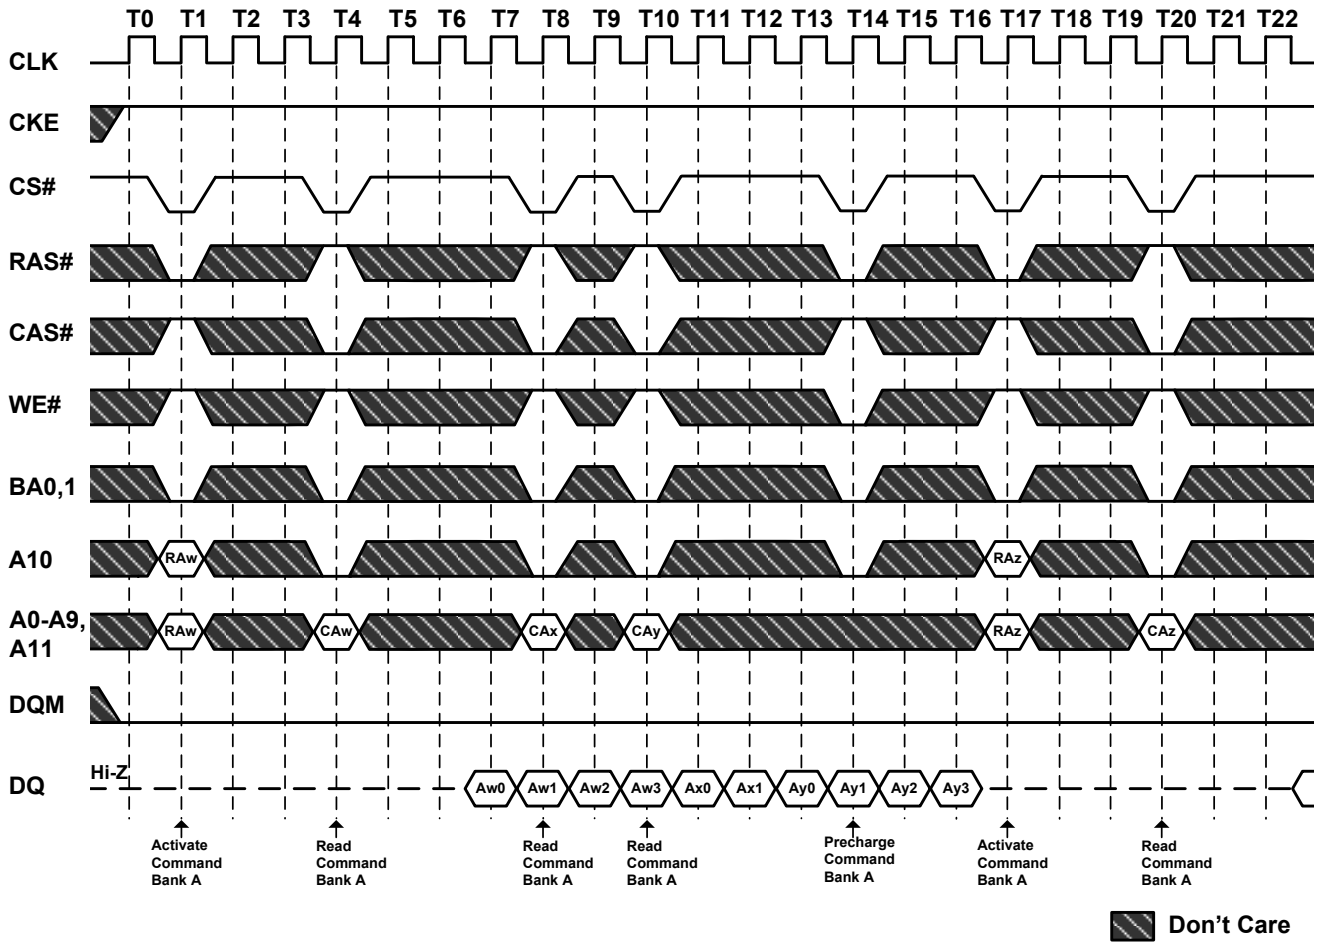 T0 T1 T2 T3 T4 T5 T6 T7 T8 T9 T10 T11 T12 T13 T14 T15 T16 T17 T18 T19 T20 T21 T22
CLK
CKE
CS#
RAS#
CAS#
WE#
BA0,1
A10
RAw RAz
A0-A9,
A11
RAw CAw CAx CAy RAz CAz
DQM
Hi-Z
DQ
Aw0 Aw1 Aw2 Aw3 Ax0 Ax1 Ay0 Ay1 Ay2 Ay3
Activate
Command
Bank A
Read
Command
Bank A
Read
Command
Bank A
Read
Command
Bank A
Precharge
Command
Bank A
Activate
Command
Bank A
Read
Command
Bank A
Don't Care